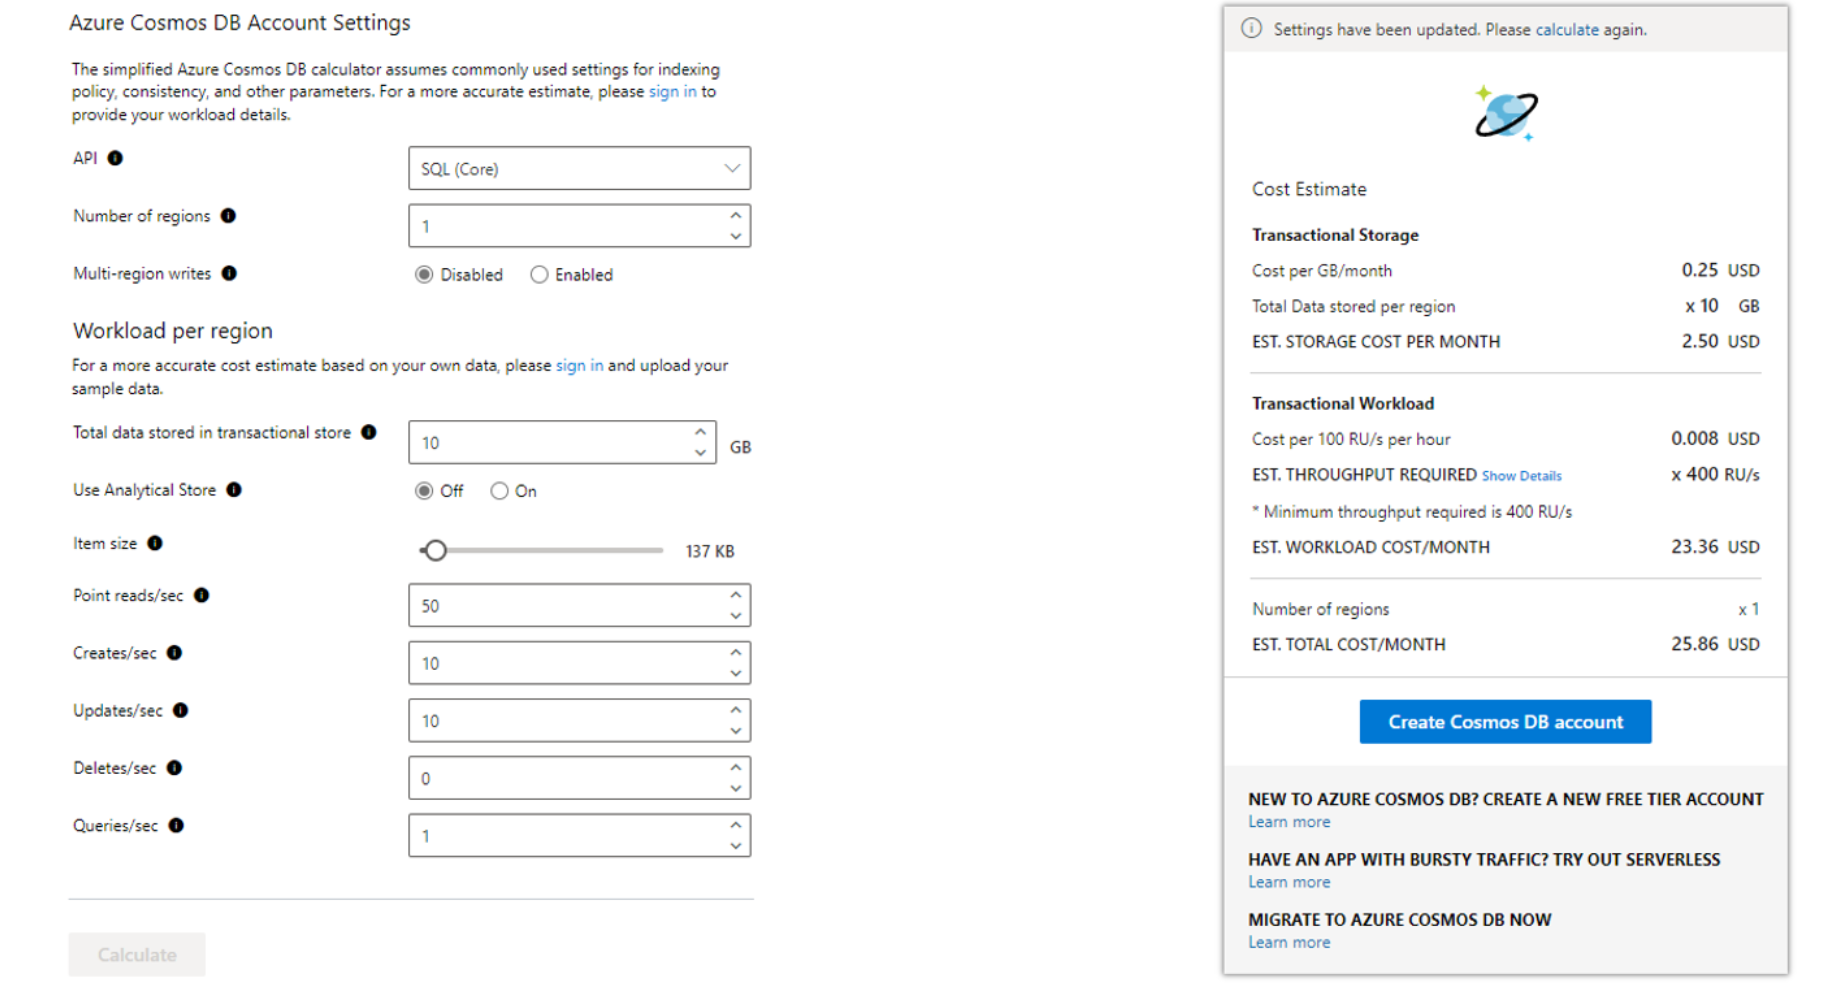 Azure Cosmos DB Account Settings
The simplified Azure Cosmos DB calculator assumes commonly used settings for indexing
policy, consistency, and other parameters. For a more accurate estimate, please sign in to
provide your workload details.
API
SQL (Core)
Number of regions
1
Multi-region writes
Disabled
Enabled
Workload per region
For a more accurate cost estimate based on your own data, please sign in and upload your
sample data.
Total data stored in transactional store
10
GB
Use Analytical Store
Off
On
Item size
137 KB
Point reads/sec
50
Creates/sec
10
Updates/sec
10
Deletes/sec
0
Queries/sec
1
Calculate
Settings have been updated. Please calculate again.
Cost Estimate
Transactional Storage
Cost per GB/month 0.25 USD
Total Data stored per region x 10 GB
EST. STORAGE COST PER MONTH 2.50 USD
Transactional Workload
Cost per 100 RU/s per hour 0.008 USD
EST. THROUGHPUT REQUIRED Show Details x 400 RU/s
* Minimum throughput required is 400 RU/s
EST. WORKLOAD COST/MONTH 23.36 USD
Number of regions x 1
EST. TOTAL COST/MONTH 25.86 USD
Create Cosmos DB account
NEW TO AZURE COSMOS DB? CREATE A NEW FREE TIER ACCOUNT
Learn more
HAVE AN APP WITH BURSTY TRAFFIC? TRY OUT SERVERLESS
Learn more
MIGRATE TO AZURE COSMOS DB NOW
Learn more